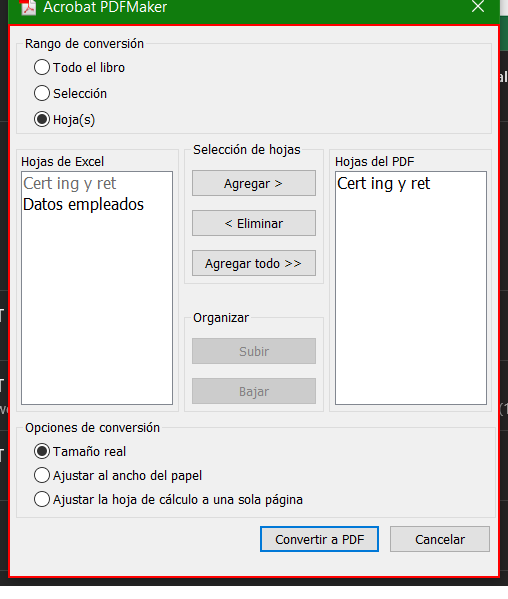 Acrobat PDFMaker
Rango de conversión
Todo el libro
Selección
Hoja(s)
Hojas de Excel
Cert ing y ret
Datos empleados
Selección de hojas
Agregar >
< Eliminar
Agregar todo >>
Organizar
Subir
Bajar
Hojas del PDF
Cert ing y ret
Opciones de conversión
Tamaño real
Ajustar al ancho del papel
Ajustar la hoja de cálculo a una sola página
Convertir a PDF
Cancelar